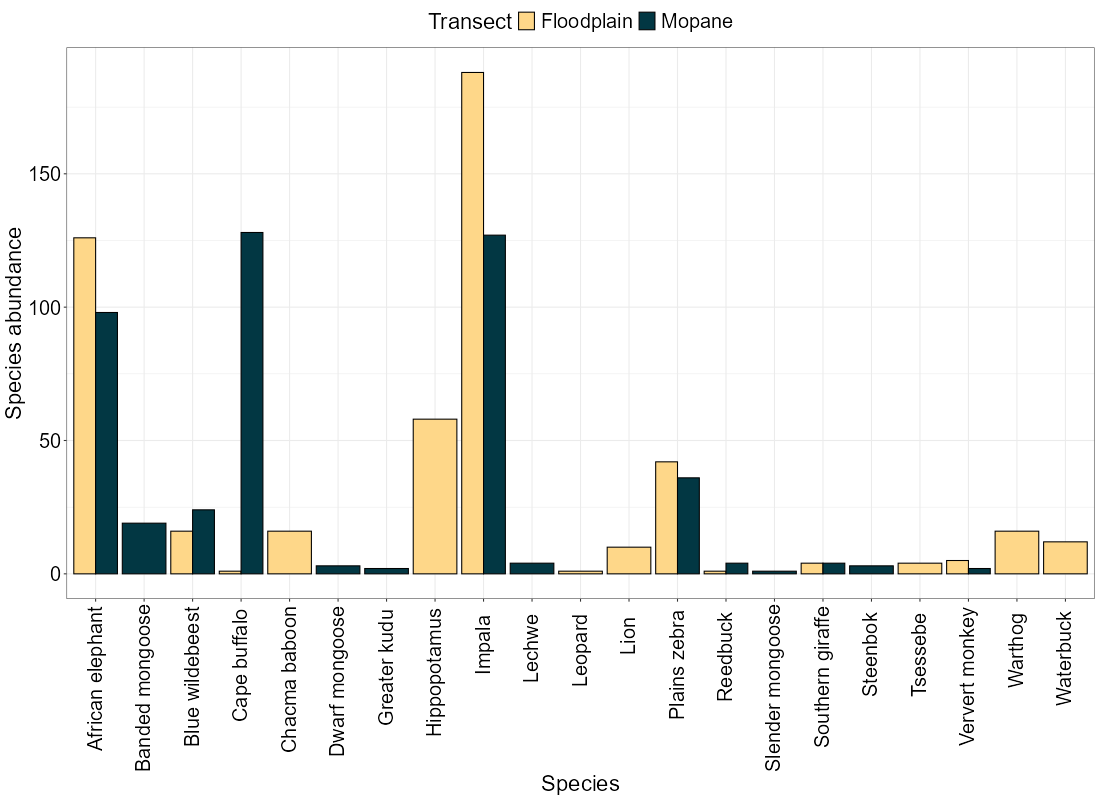 Transect Floodplain Mopane
Species abundance
150
100
50
0
African elephant
Banded mongoose
Blue wildebeest
Cape buffalo
Chacma baboon
Dwarf mongoose
Greater kudu
Hippopotamus
Impala
Lechwe
Leopard
Lion
Plains zebra
Reedbuck
Slender mongoose
Southern giraffe
Steenbok
Tsessebe
Ververt monkey
Warthog
Waterbuck
Species